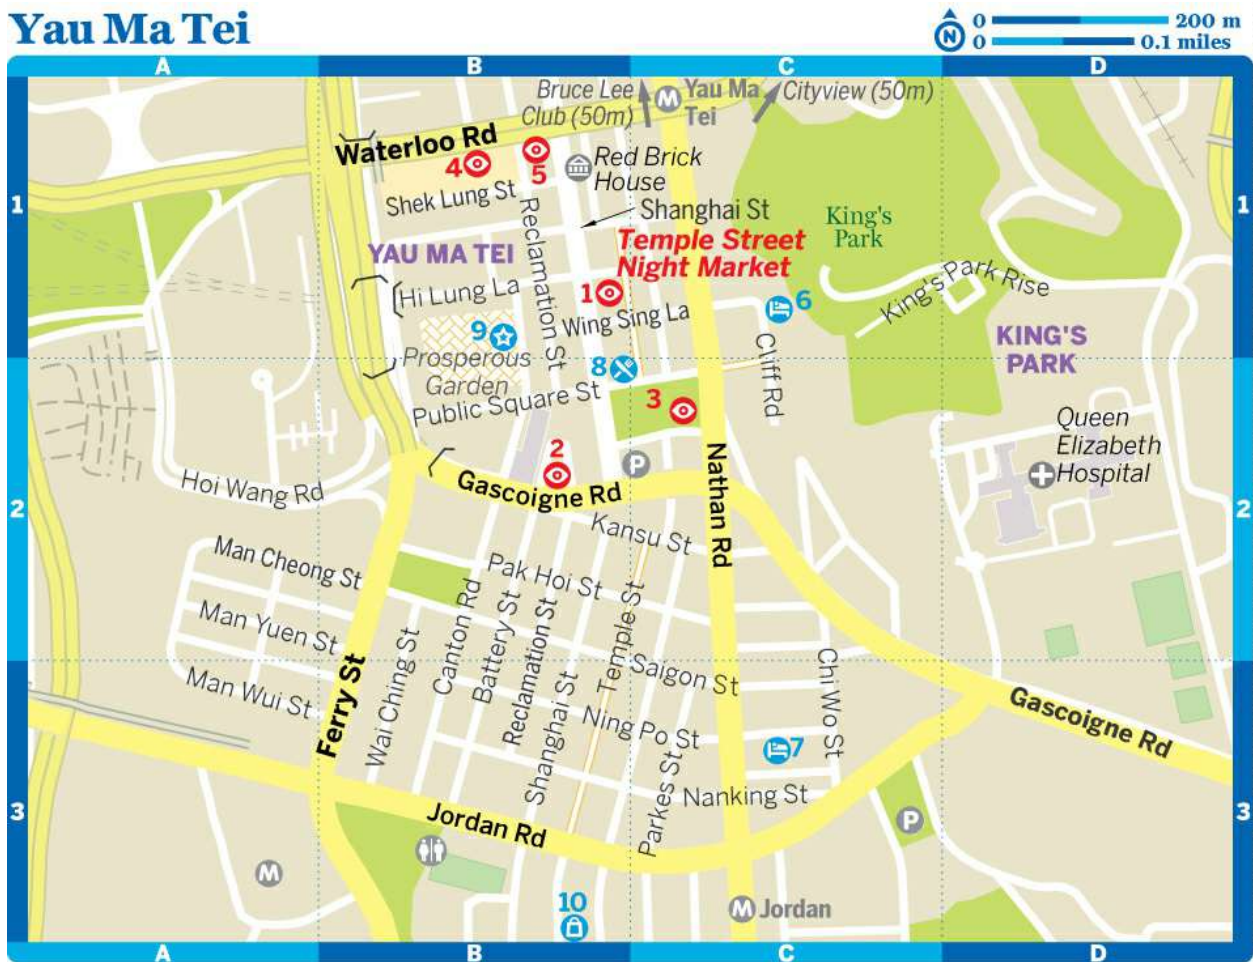 Yau Ma Tei
N
0 200 m
0 0.1 miles
A B C D
Bruce Lee
Club (50m)
M
Yau Ma
Tei
Cityview (50m)
Waterloo Rd
4
5
Red Brick
House
1
1
Shek Lung St
Reclamation St
Shanghai St
King's
Park
YAU MA TEI
Temple Street
Night Market
Hi Lung La
1
Wing Sing La
6
King's Park Rise
9
Prosperous
Garden
8
Cliff Rd
KING'S
PARK
Public Square St
3
Queen
Elizabeth
Hospital
2
P
Nathan Rd
Hoi Wang Rd
Gascoigne Rd
2
2
Kansu St
Man Cheong St
Pak Hoi St
Man Yuen St
Canton Rd
Battery St
Reclamation St
Temple St
Saigon St
Chi Wo St
Man Wui St
Ferry St
Wai Ching St
Shanghai St
Ning Po St
Gascoigne Rd
7
Parkes St
Nanking St
3
3
Jordan Rd
P
M
10
M
Jordan
A B C D